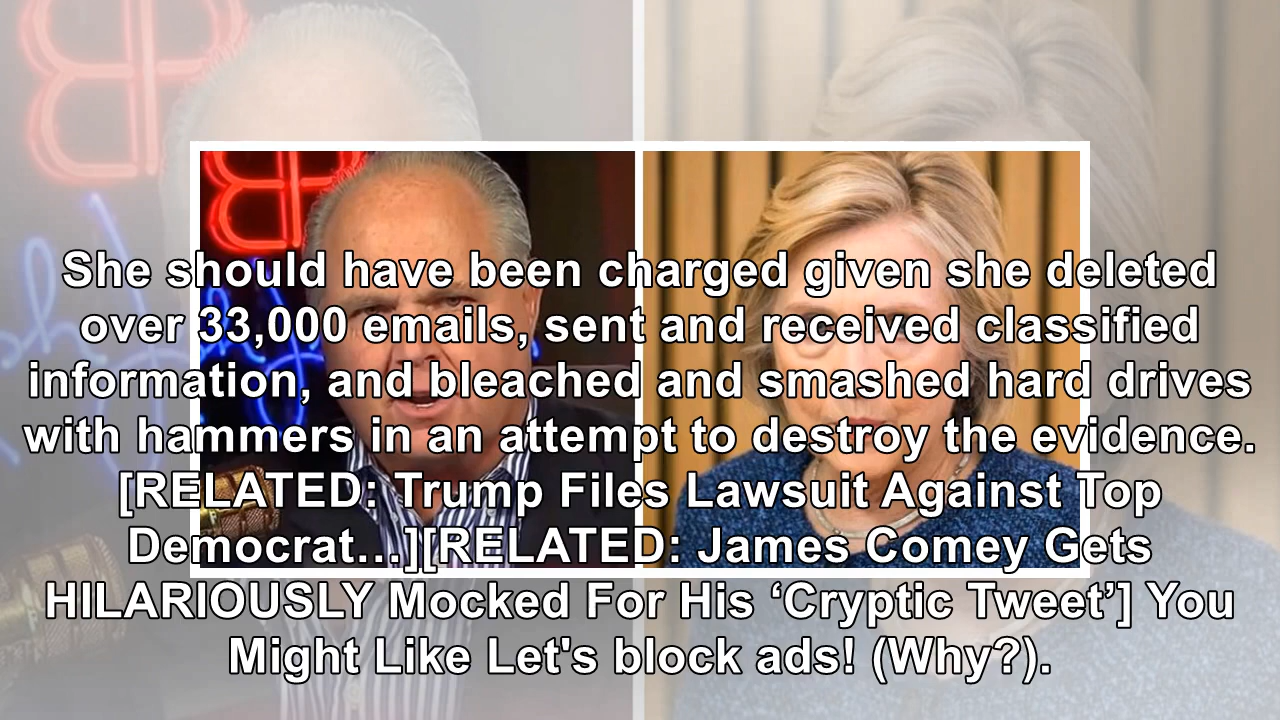 She should have been charged given she deleted
over 33,000 emails, sent and received classified
information, and bleached and smashed hard drives
with hammers in an attempt to destroy the evidence.
[RELATED: Trump Files Lawsuit Against Top
Democrat…][RELATED: James Comey Gets
HILARIOUSLY Mocked For His ‘Cryptic Tweet’] You
Might Like Let's block ads! (Why?).